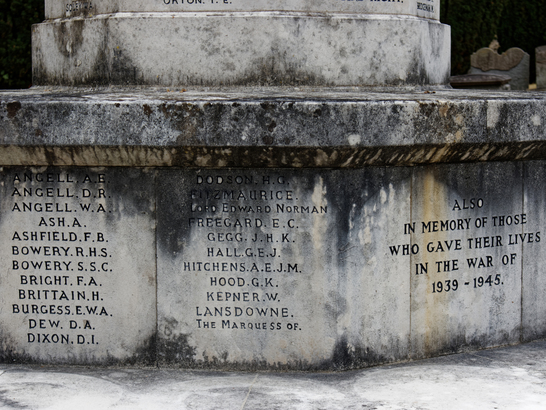 ORTON. T. E.
ANGELL. A.E.
ANGELL. D.R.
ANGELL. W.A.
ASH. A.
ASHFIELD. F.B.
BOWERY. R.H.S.
BOWERY. S.S.C.
BRIGHT. F.A.
BRITTAIN. H.
BURGESS. E.W.A.
DEW. D.A.
DIXON. D.I.
DODSON. H.G.
FITZMAURICE.
LORD EDWARD NORMAN
FREEGARD. E.C.
GEGG. J.H.K.
HALL. G.E.J.
HITCHENS. A.E.J.M.
HOOD. G.K.
KEPNER. W.
LANSDOWNE.
THE MARQUESS OF.
ALSO
IN MEMORY OF THOSE
WHO GAVE THEIR LIVES
IN THE WAR OF
1939 - 1945.